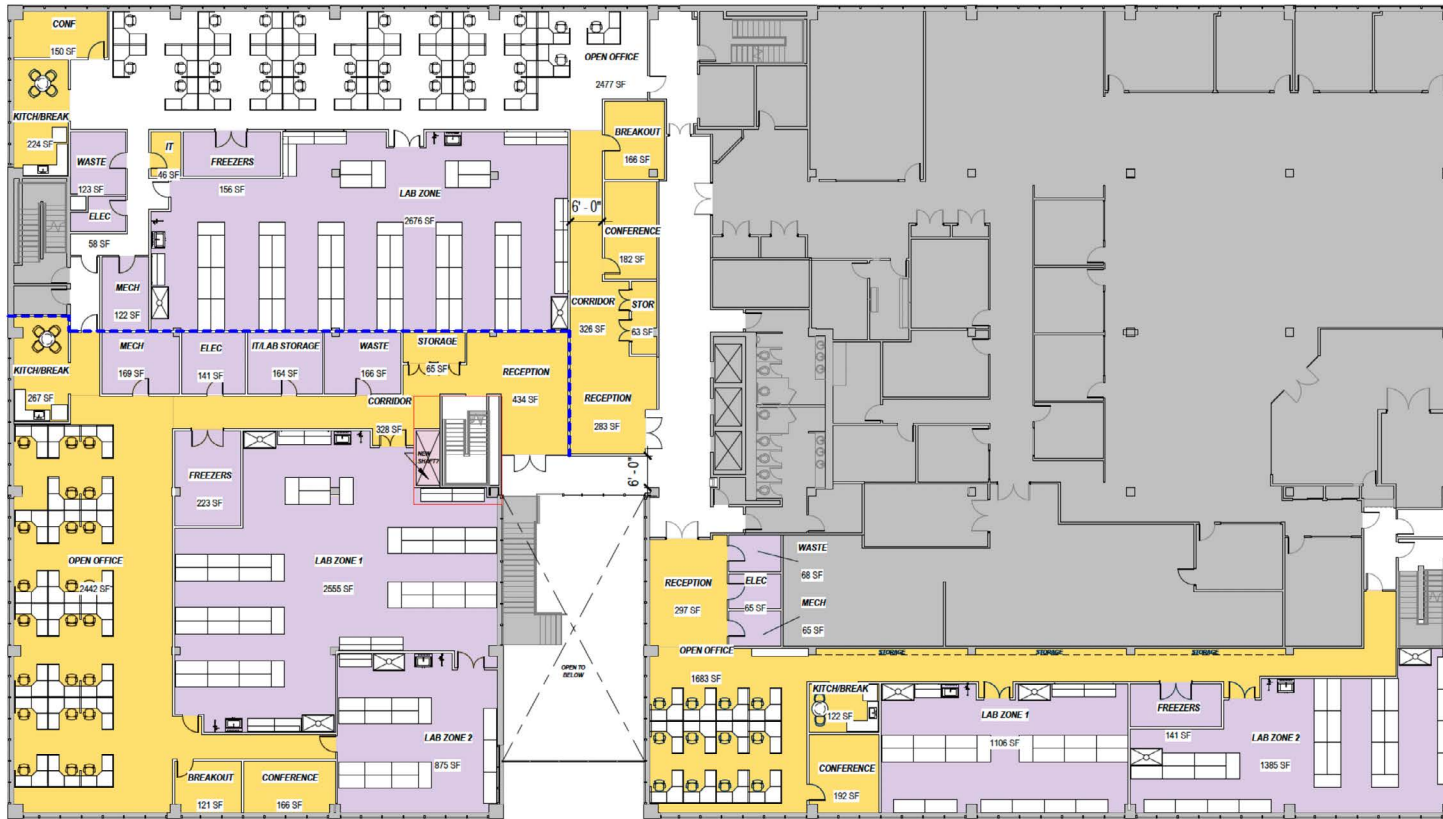 CONF
150 SF
OPEN OFFICE
2477 SF
KITCH/BREAK
224 SF
WASTE
123 SF
IT
46 SF
FREEZERS
156 SF
BREAKOUT
166 SF
LAB ZONE
2676 SF
ELEC
58 SF
6' - 0"
CONFERENCE
182 SF
MECH
122 SF
CORRIDOR
326 SF
STOR
63 SF
KITCH/BREAK
267 SF
MECH
169 SF
ELEC
141 SF
IT/LAB STORAGE
164 SF
WASTE
166 SF
STORAGE
65 SF
RECEPTION
434 SF
RECEPTION
283 SF
CORRIDOR
328 SF
NEW
SHAFT?
6' - 0"
FREEZERS
223 SF
OPEN OFFICE
2442 SF
LAB ZONE 1
2555 SF
RECEPTION
297 SF
WASTE
68 SF
ELEC
65 SF
MECH
65 SF
OPEN TO
BELOW
OPEN OFFICE
1683 SF
STORAGE
STORAGE
STORAGE
KITCH/BREAK
122 SF
LAB ZONE 1
1106 SF
FREEZERS
141 SF
LAB ZONE 2
1385 SF
LAB ZONE 2
875 SF
BREAKOUT
121 SF
CONFERENCE
166 SF
CONFERENCE
192 SF